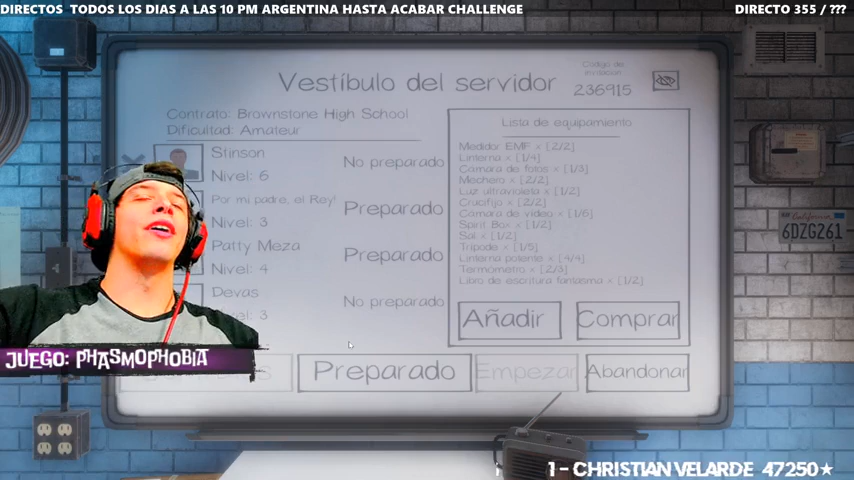 DIRECTOS TODOS LOS DIAS A LAS 10 PM ARGENTINA HASTA ACABAR CHALLENGE
DIRECTO 355 / ???
Vestíbulo del servidor
Código de invitación
236915
Contrato: Brownstone High School
Dificultad: Amateur
Stinson
Nivel: 6
No preparado
Por mi padre, el Rey!
Nivel: 3
Preparado
Patty Meza
Nivel: 4
Preparado
Devas
No preparado
Lista de equipamiento
Medidor EMF x [2/2]
Linterna x [1/4]
Cámara de fotos x [1/3]
Mechero x [2/2]
Luz ultravioleta x [1/2]
Crucifijo x [2/2]
Cámara de vídeo x [1/6]
Spirit Box x [1/2]
Sal x [1/2]
Trípode x [1/5]
Linterna potente x [4/4]
Termómetro x [2/3]
Libro de escritura fantasma x [1/2]
Añadir
Comprar
Preparado
Empezar
Abandonar
California
6DZG261
JUEGO: PHASMOPHOBIA
1 - CHRISTIAN VELARDE 47250★